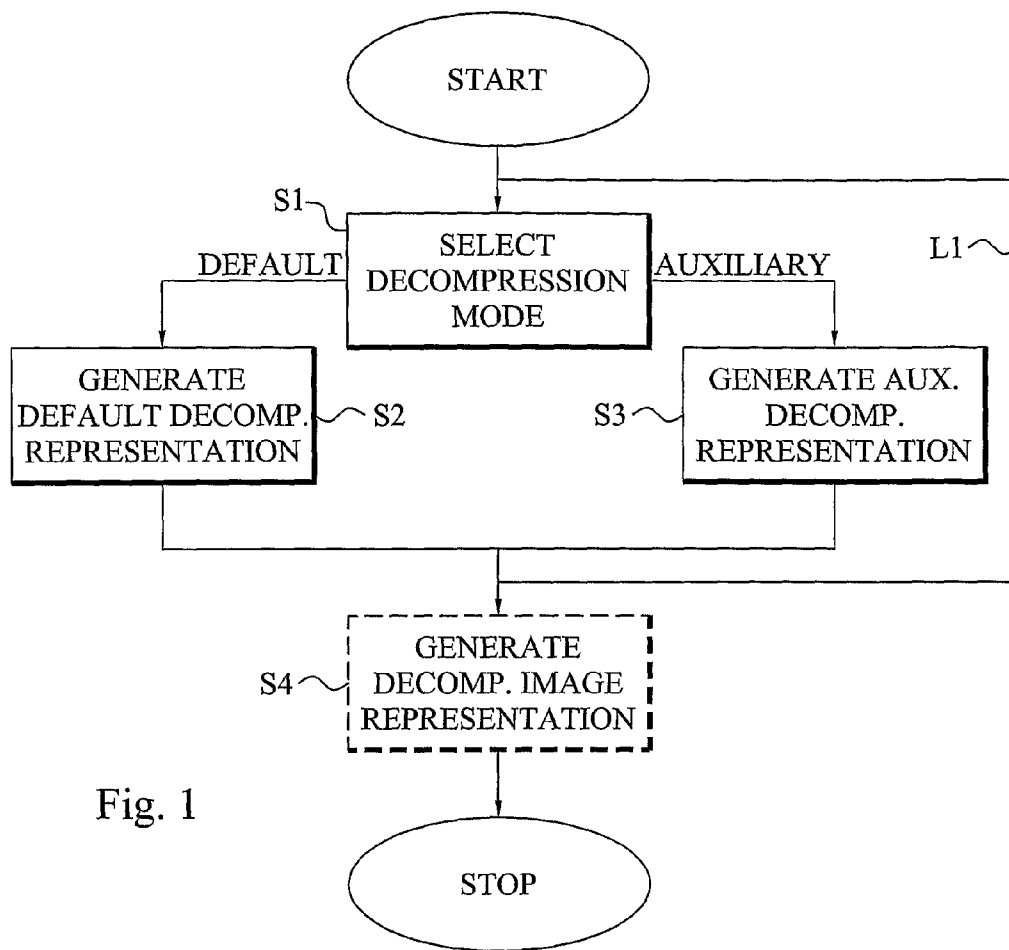 START
S1
SELECT
DECOMPRESSION
MODE
L1
DEFAULT
AUXILIARY
GENERATE
DEFAULT DECOMP.
REPRESENTATION
S2
S3
GENERATE AUX.
DECOMP.
REPRESENTATION
S4
GENERATE
DECOMP. IMAGE
REPRESENTATION
Fig. 1
STOP